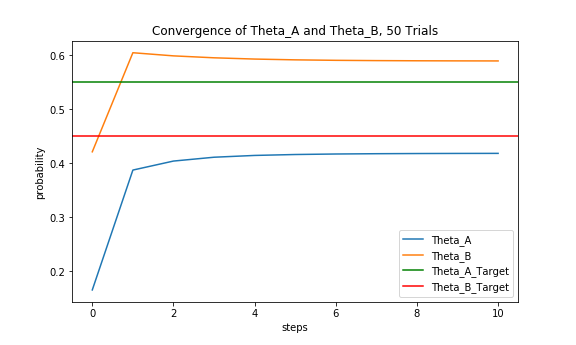 Convergence of Theta_A and Theta_B, 50 Trials
0.6
0.5
0.4
0.3
0.2
probability
0
2
4
6
8
10
steps
Theta_A
Theta_B
Theta_A_Target
Theta_B_Target